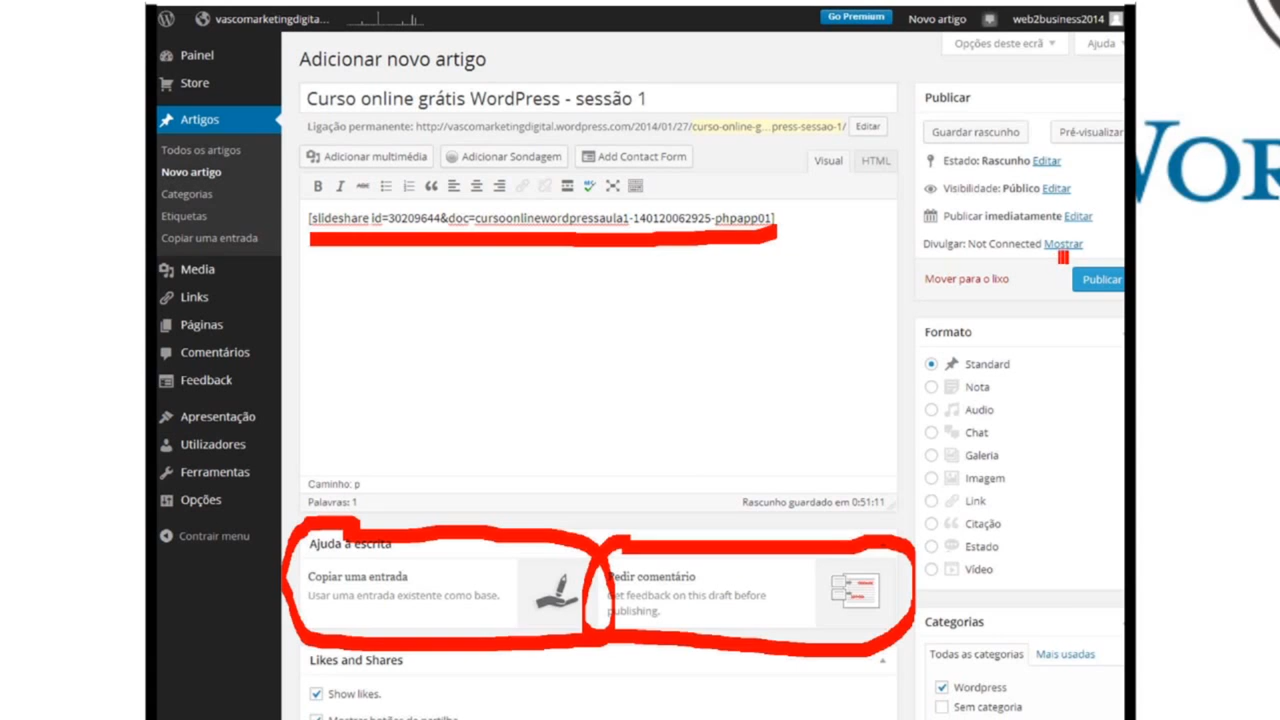 vascomarketingdigita...
Go Premium
Novo artigo
web2business2014
Painel
Store
Artigos
Todos os artigos
Novo artigo
Categorias
Etiquetas
Copiar uma entrada
Media
Links
Páginas
Comentários
Feedback
Apresentação
Utilizadores
Ferramentas
Opções
Contrair menu
Opções deste ecrã
Ajuda
Adicionar novo artigo
Curso online grátis WordPress - sessão 1
Ligação permanente: http://vascomarketingdigital.wordpress.com/2014/01/27/curso-online-g...press-sessao-1/ Editar
Adicionar multimédia Adicionar Sondagem Add Contact Form
Visual HTML
B I ABC
[slideshare id=30209644&doc=cursoonlinewordpressaula1-140120062925-phpapp01]
Caminho: p
Palavras: 1
Rascunho guardado em 0:51:11
Ajuda à escrita
Copiar uma entrada
Usar uma entrada existente como base.
Pedir comentário
Get feedback on this draft before
publishing.
Likes and Shares
Show likes.
Publicar
Guardar rascunho Pré-visualizar
Estado: Rascunho Editar
Visibilidade: Público Editar
Publicar imediatamente Editar
Divulgar: Not Connected Mostrar
Mover para o lixo
Publicar
Formato
Standard
Nota
Audio
Chat
Galeria
Imagem
Link
Citação
Estado
Vídeo
Categorias
Todas as categorias Mais usadas
Wordpress
Sem categoria
WOR